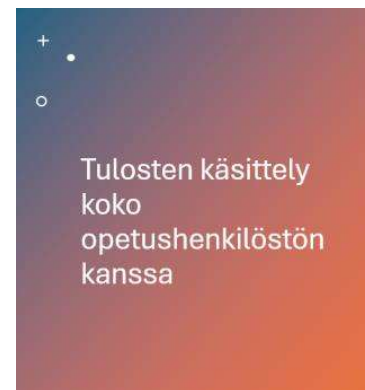 Tulosten käsittely
koko
opetushenkilöstön
kanssa